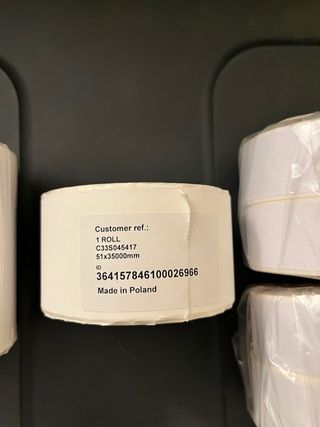 Customer ref.:
1 ROLL
C33S045417
51x35000mm
ID
364157846100026966
Made in Poland